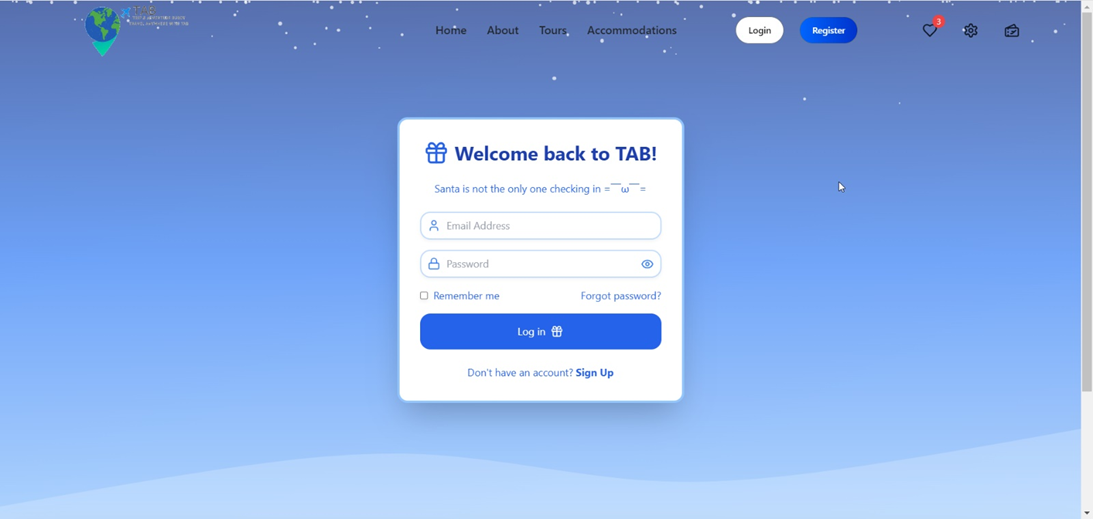 TAB
Home About Tours Accommodations
Login Register
3
Welcome back to TAB!
Santa is not the only one checking in =￣ω￣=
Email Address
Password
Remember me Forgot password?
Log in
Don't have an account? Sign Up